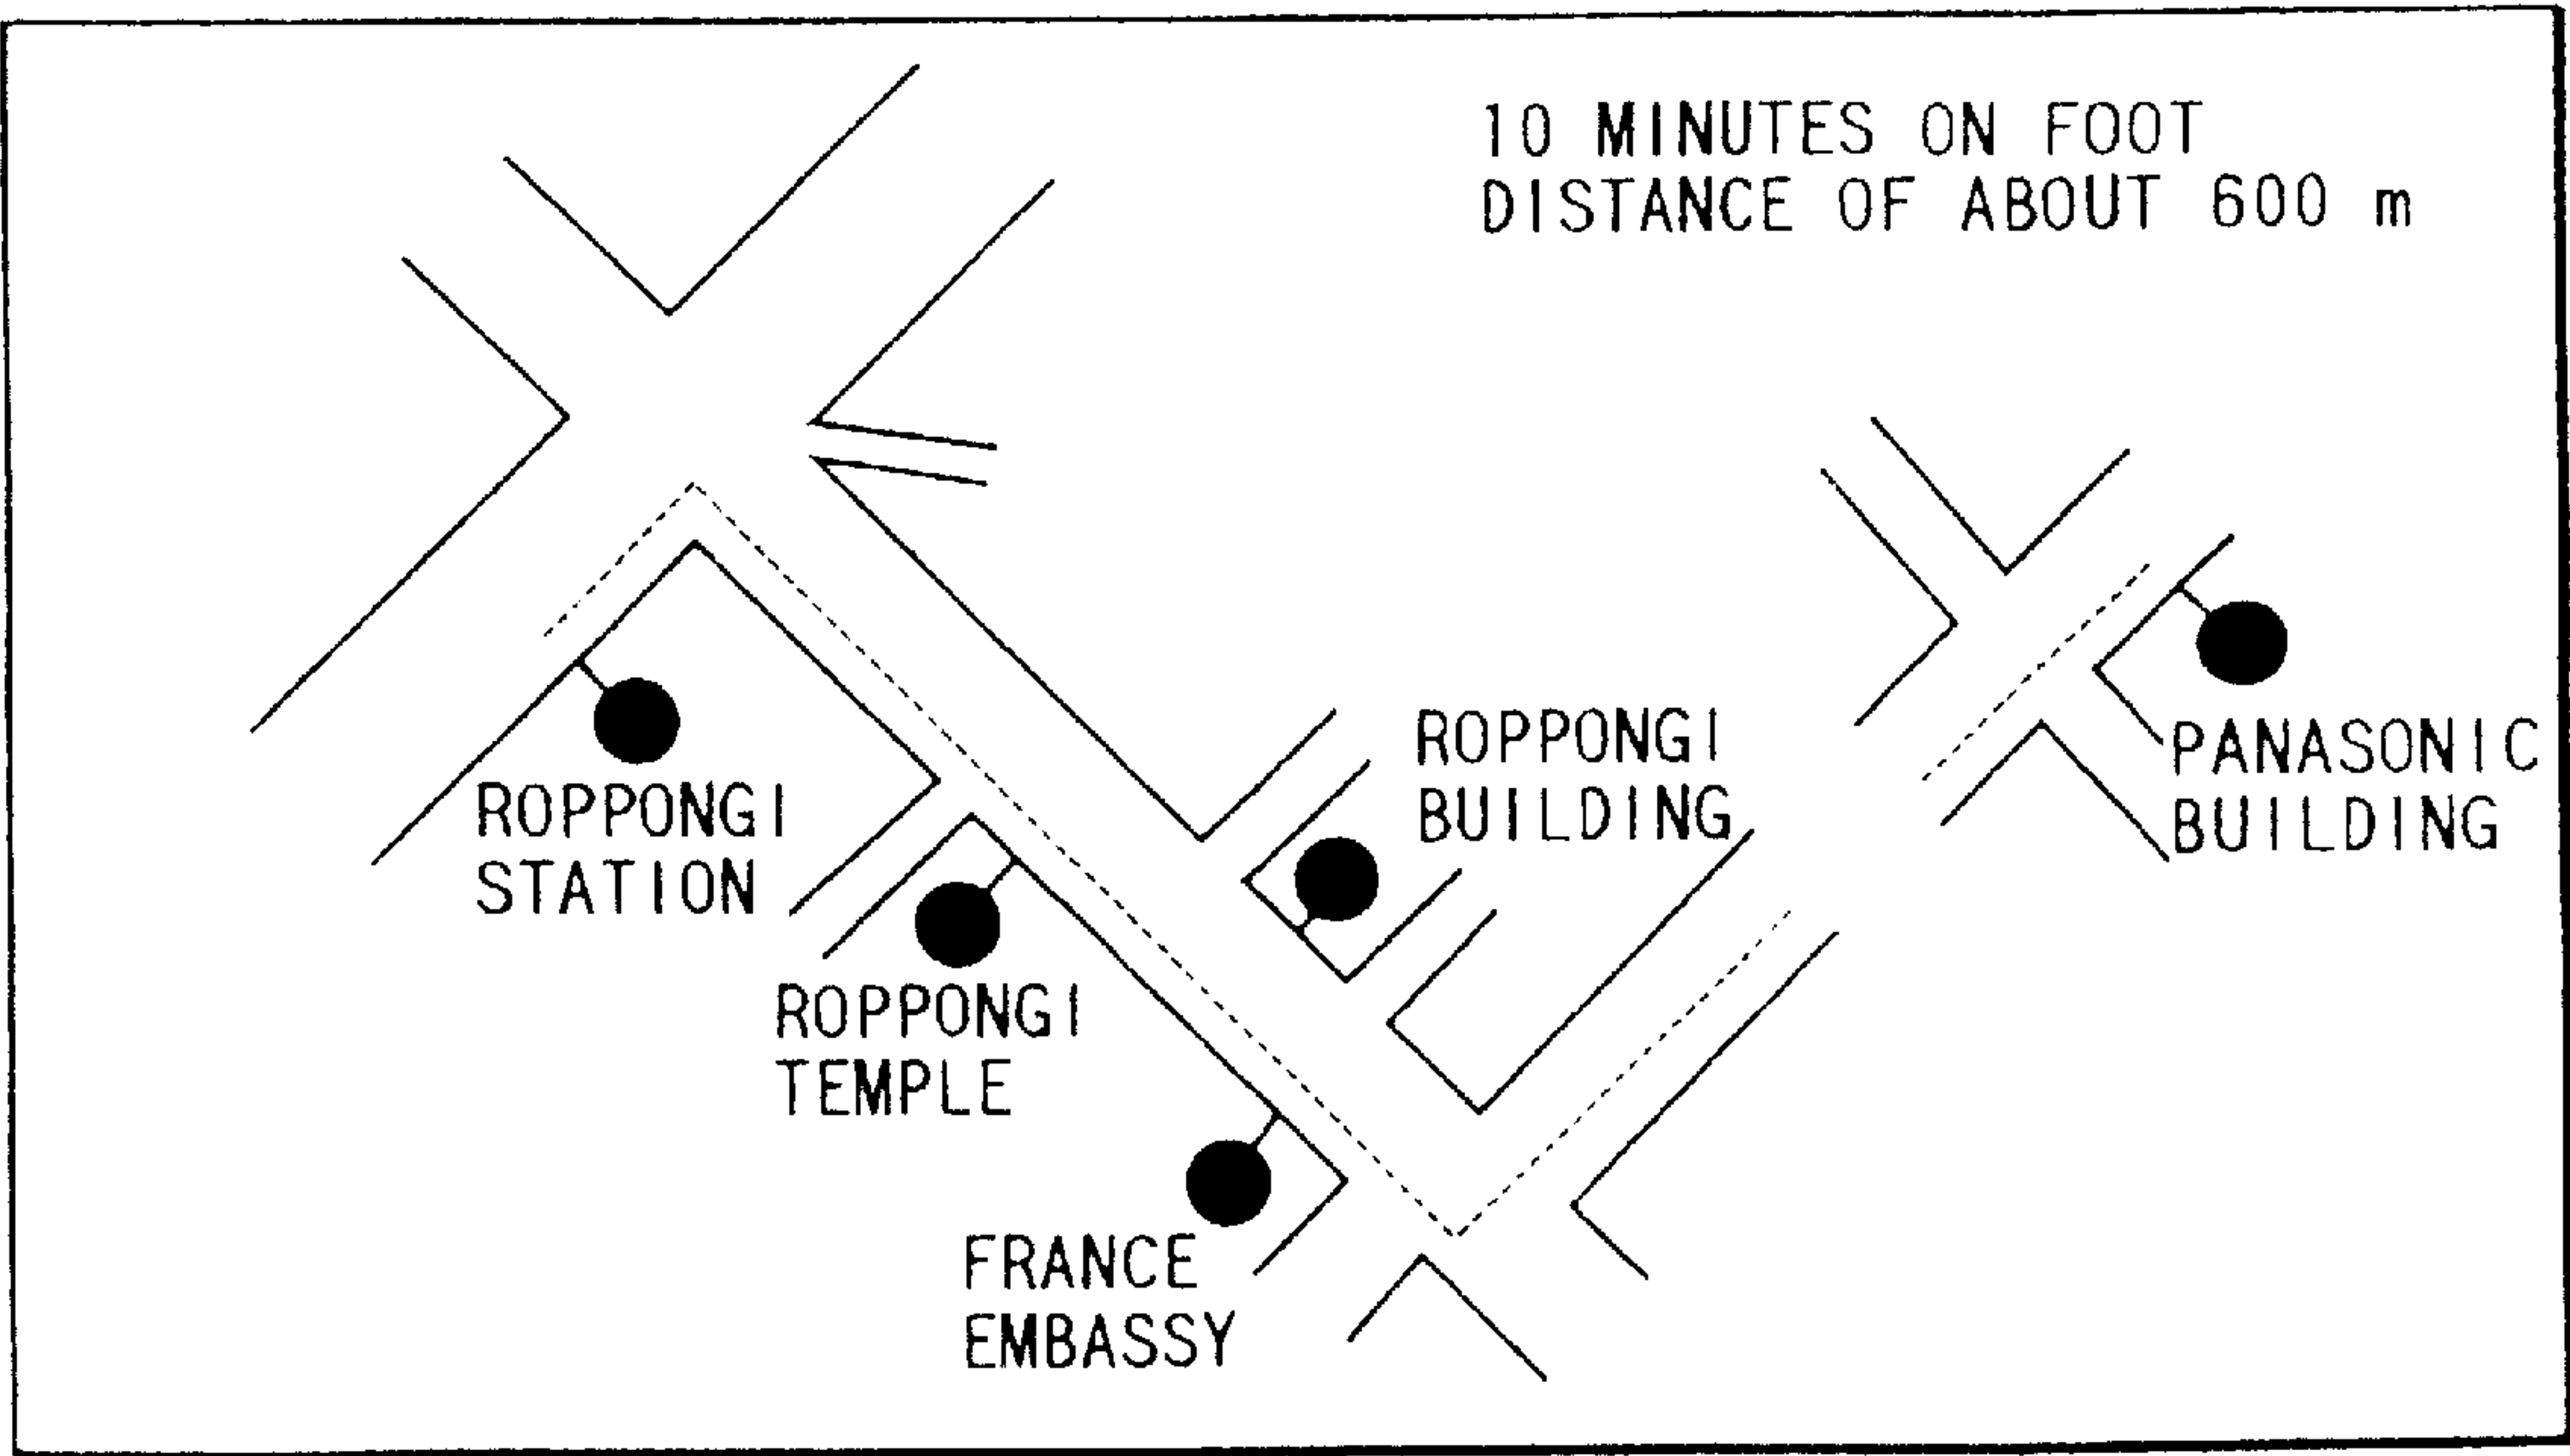 10 MINUTES ON FOOT
DISTANCE OF ABOUT 600 m
ROPPONGI
BUILDING
PANASONIC
BUILDING
ROPPONGI
STATION
ROPPONGI
TEMPLE
FRANCE
EMBASSY